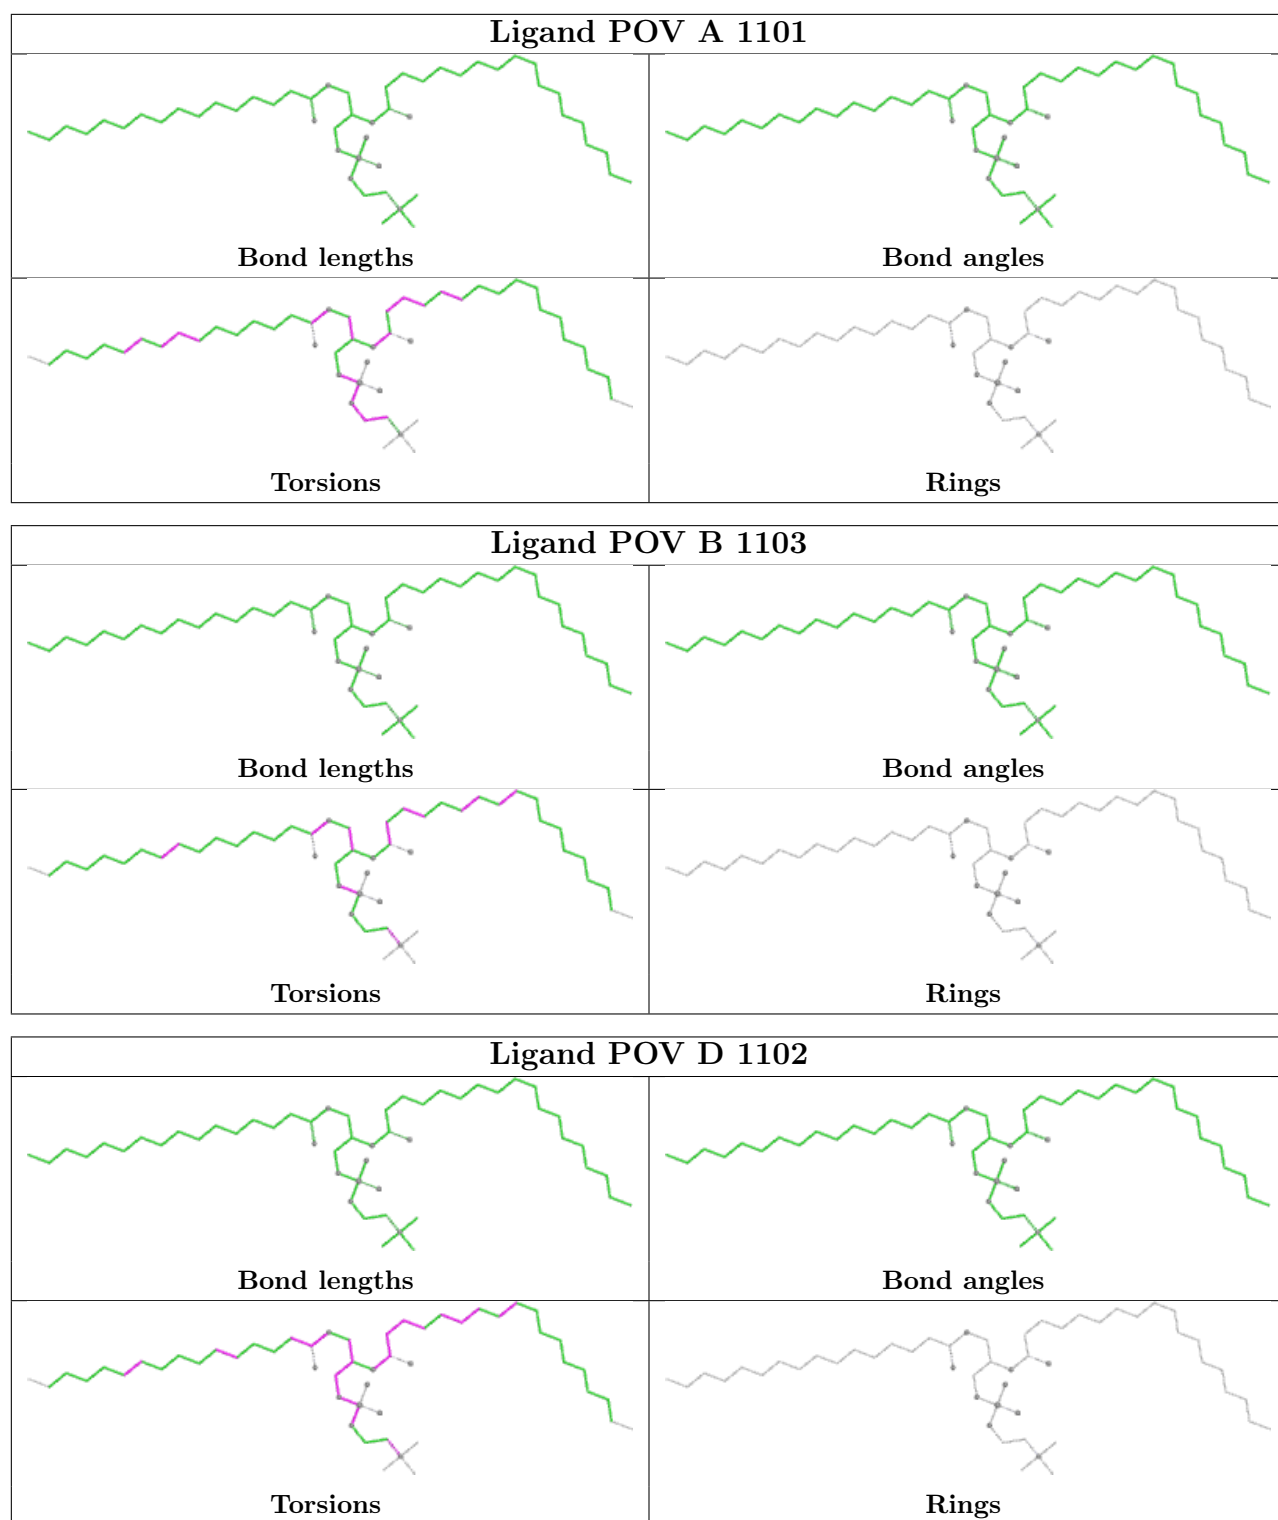 Ligand POV A 1101
Bond lengths
Bond angles
Torsions
Rings
Ligand POV B 1103
Bond lengths
Bond angles
Torsions
Rings
Ligand POV D 1102
Bond lengths
Bond angles
Torsions
Rings